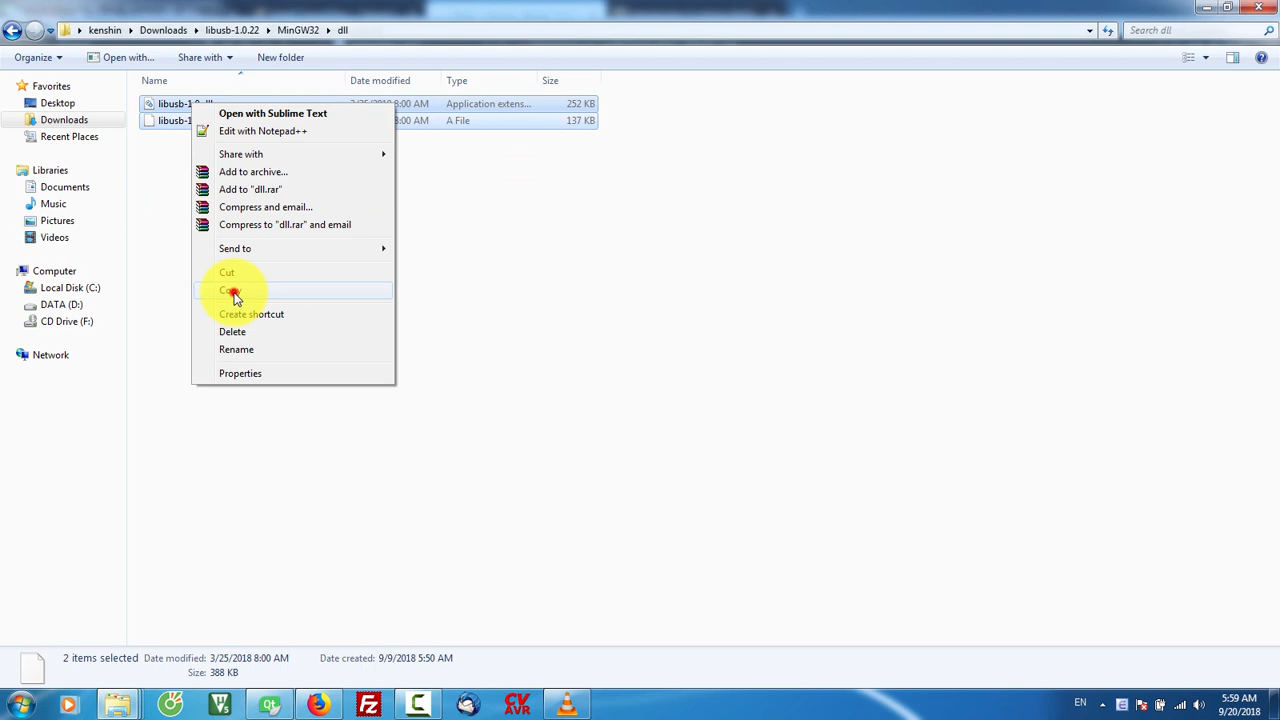 kenshin Downloads libusb-1.0.22 MinGW32 dll
Search dll
Organize Open with... Share with New folder
Name Date modified Type Size
Favorites
Desktop
Downloads
Recent Places
Libraries
Documents
Music
Pictures
Videos
Computer
Local Disk (C:)
DATA (D:)
CD Drive (F:)
Network
8:00 AM Application extens... 252 KB
8:00 AM A File 137 KB
Open with Sublime Text
Edit with Notepad++
Share with
Add to archive...
Add to "dll.rar"
Compress and email...
Compress to "dll.rar" and email
Send to
Cut
Copy
Create shortcut
Delete
Rename
Properties
2 items selected Date modified: 3/25/2018 8:00 AM Date created: 9/9/2018 5:50 AM
Size: 388 KB
Qt
FZ
CV
AVR
EN
5:59 AM
9/20/2018